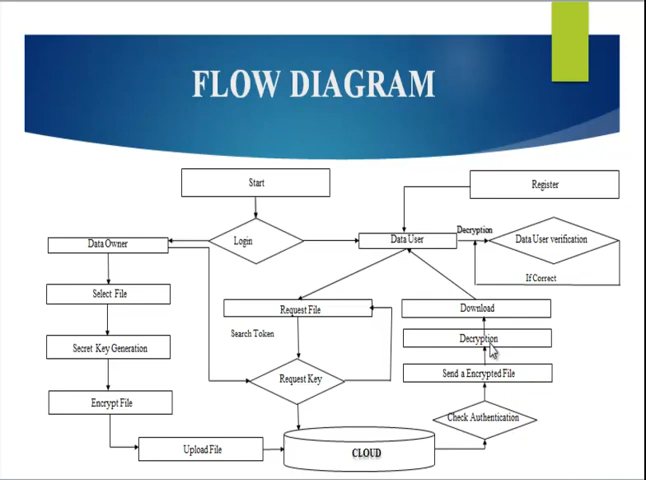 FLOW DIAGRAM
Start
Register
Login
Data Owner
Data User
Decryption
Data User verification
If Correct
Select File
Request File
Download
Search Token
Decryption
Secret Key Generation
Request Key
Send a Encrypted File
Encrypt File
Check Authentication
Upload File
CLOUD